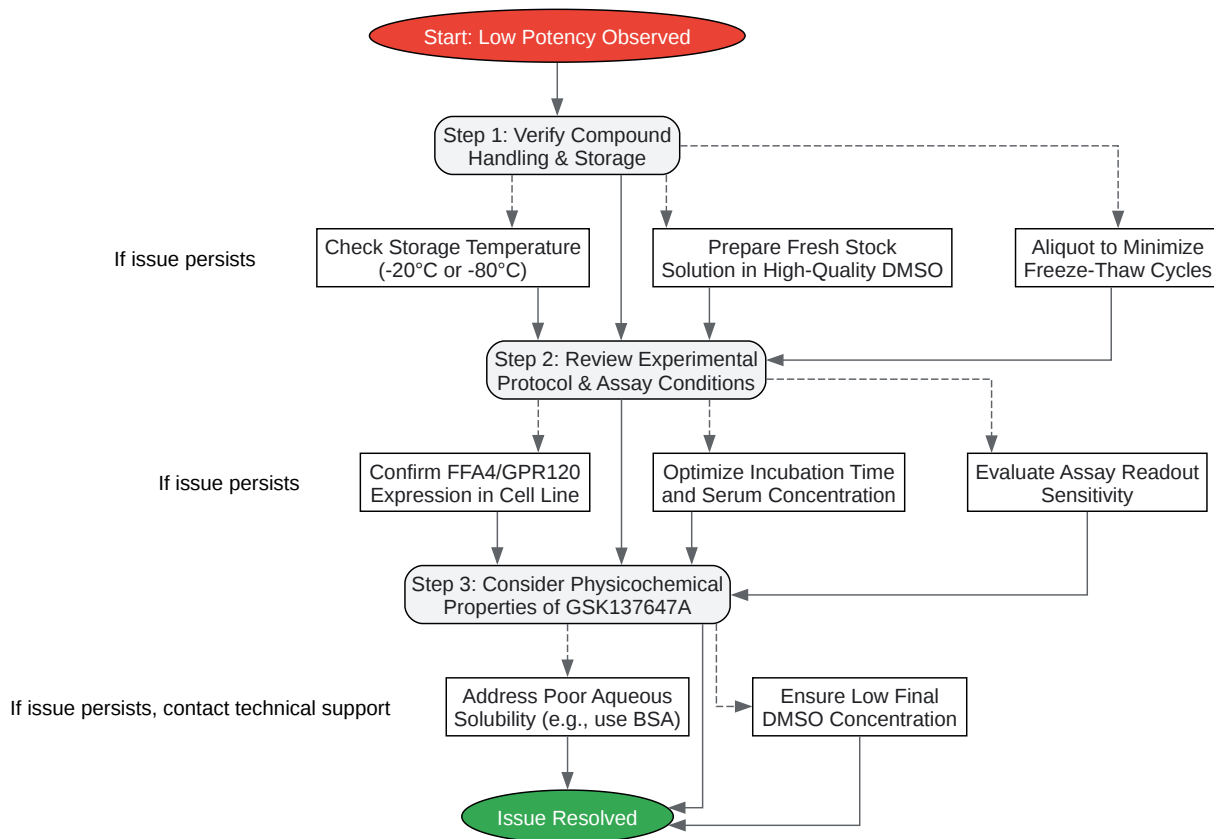 Start: Low Potency Observed
Step 1: Verify Compound
Handling & Storage
If issue persists
Check Storage Temperature
(-20°C or -80°C)
Prepare Fresh Stock
Solution in High-Quality DMSO
Aliquot to Minimize
Freeze-Thaw Cycles
Step 2: Review Experimental
Protocol & Assay Conditions
If issue persists
Confirm FFA4/GPR120
Expression in Cell Line
Optimize Incubation Time
and Serum Concentration
Evaluate Assay Readout
Sensitivity
Step 3: Consider Physicochemical
Properties of GSK137647A
If issue persists, contact technical support
Address Poor Aqueous
Solubility (e.g., use BSA)
Ensure Low Final
DMSO Concentration
Issue Resolved